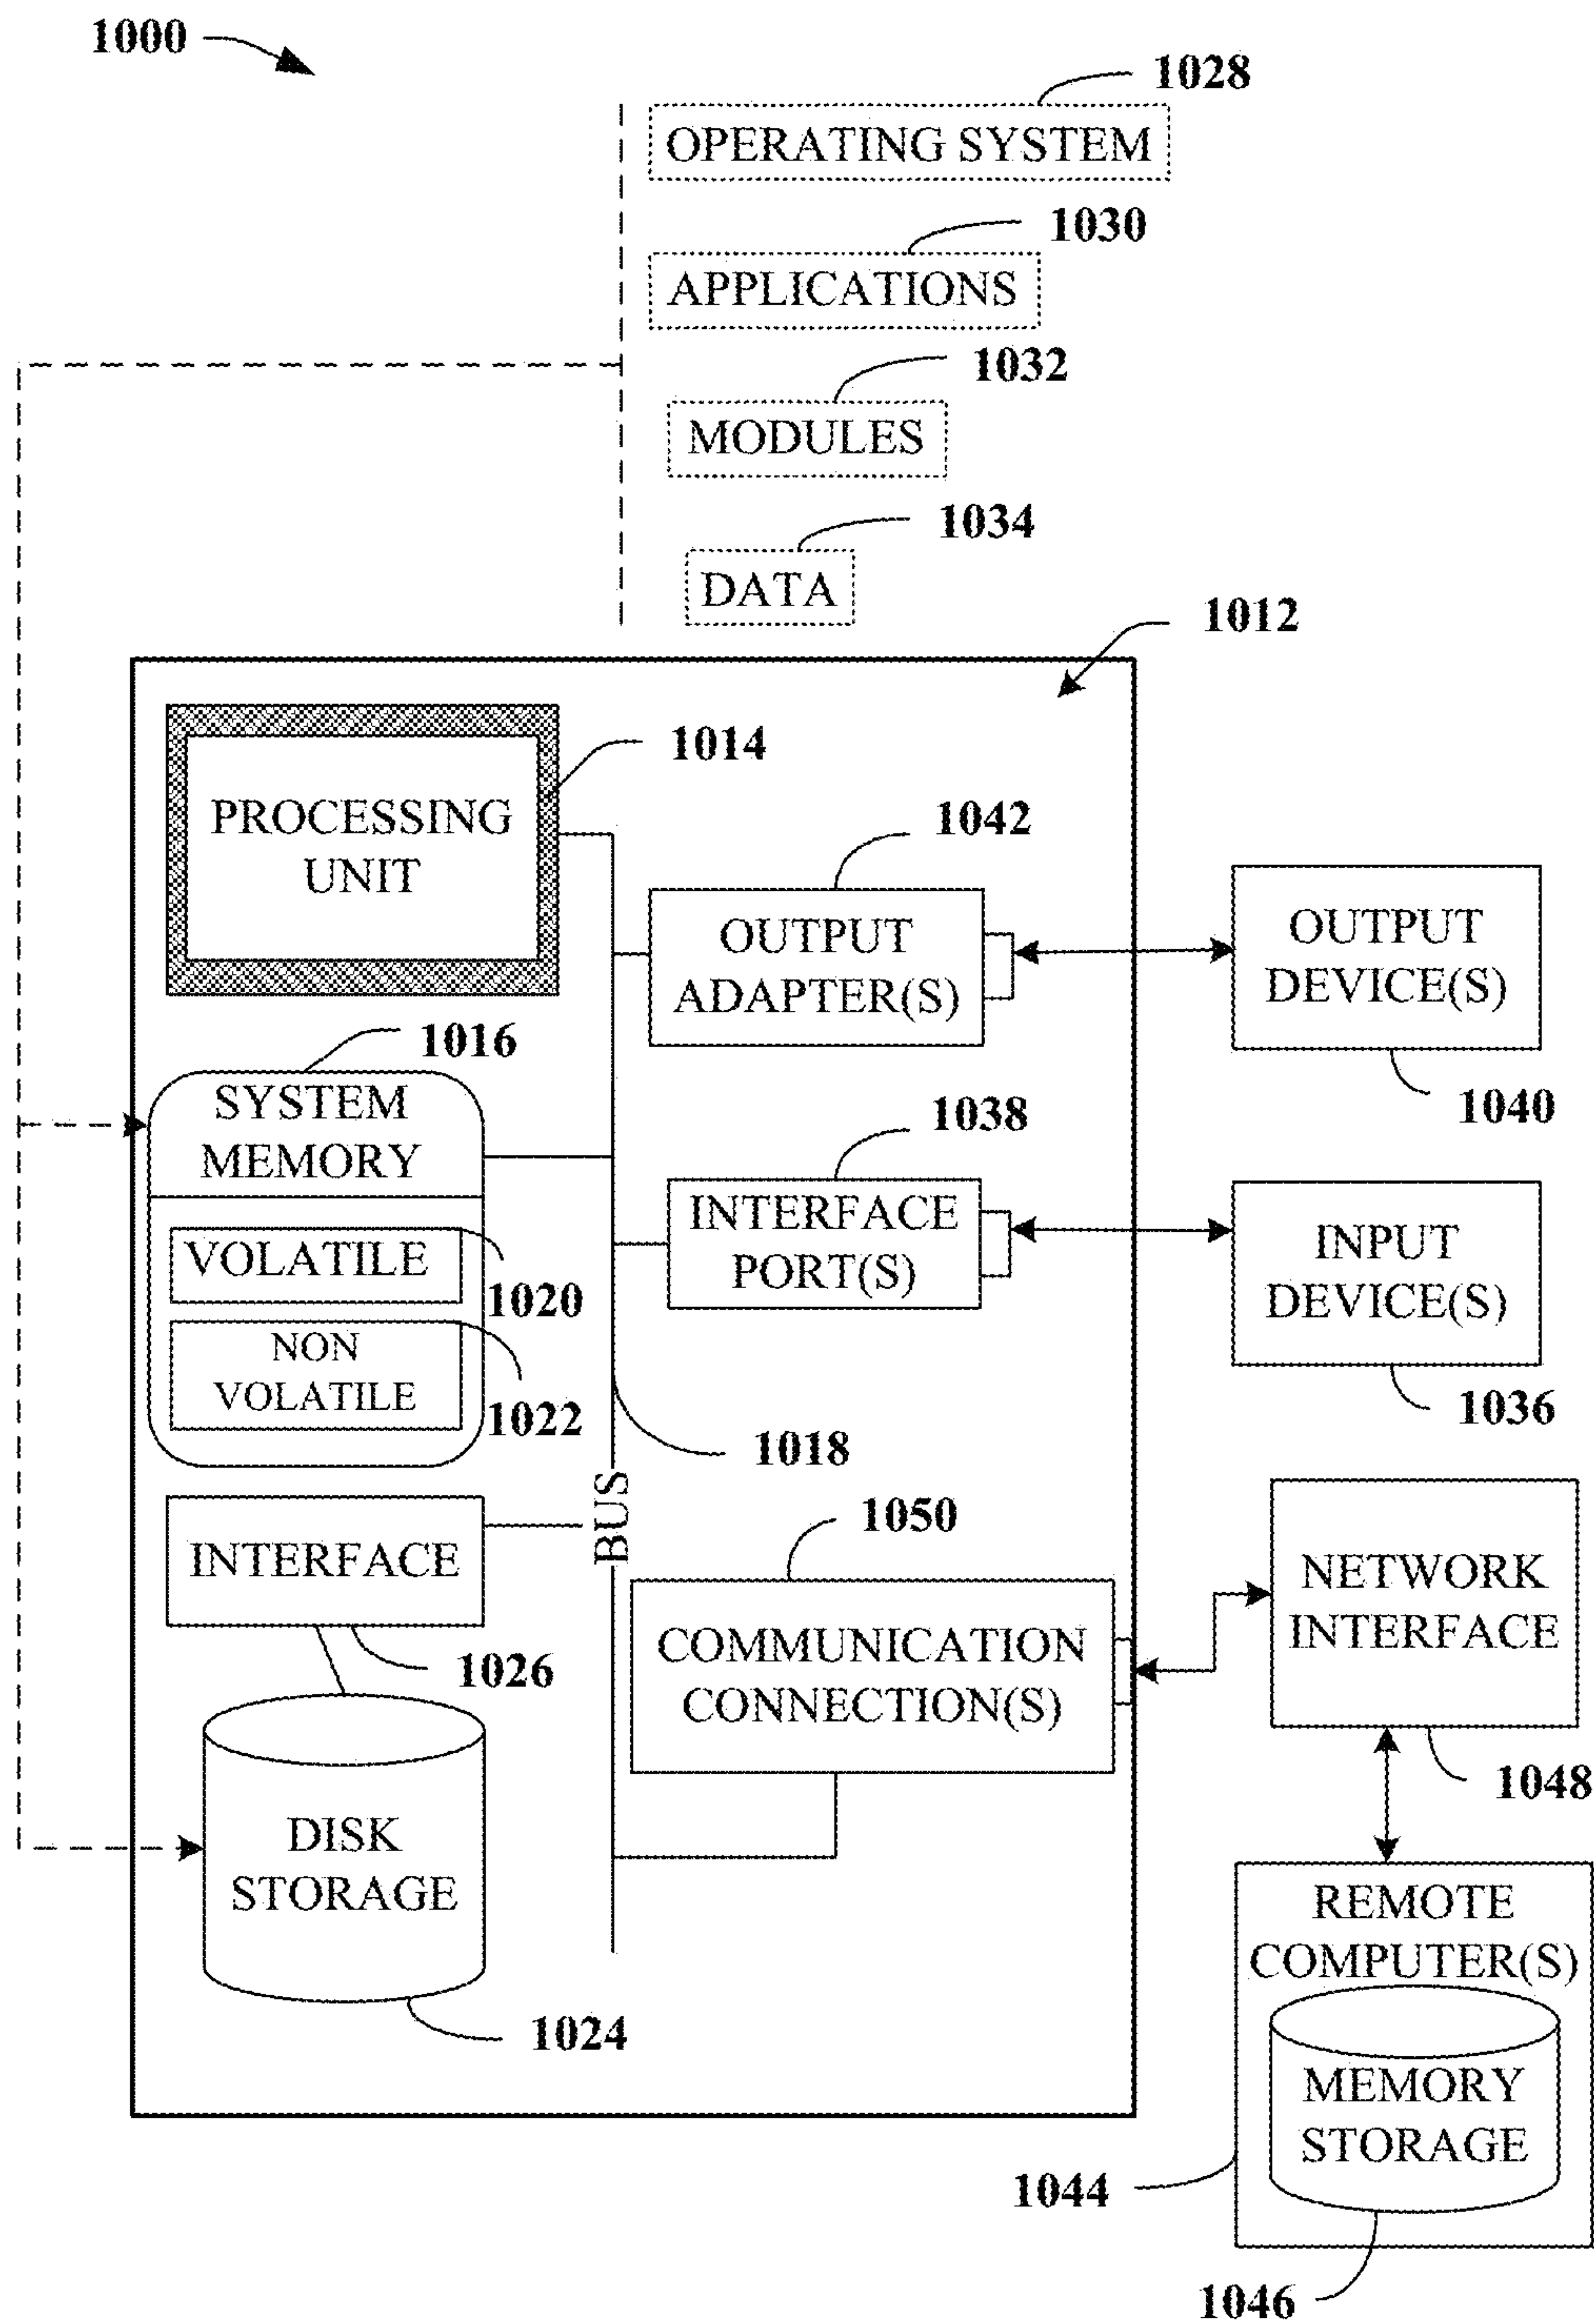 1000
1028
OPERATING SYSTEM
1030
APPLICATIONS
1032
MODULES
1034
DATA
1012
PROCESSING
UNIT
1014
1042
OUTPUT
ADAPTER(S)
OUTPUT
DEVICE(S)
1040
1016
SYSTEM
MEMORY
VOLATILE
1020
NON
VOLATILE
1022
1038
INTERFACE
PORT(S)
INPUT
DEVICE(S)
1036
1018
BUS
INTERFACE
1026
1050
COMMUNICATION
CONNECTION(S)
NETWORK
INTERFACE
1048
DISK
STORAGE
1024
REMOTE
COMPUTER(S)
MEMORY
STORAGE
1044
1046